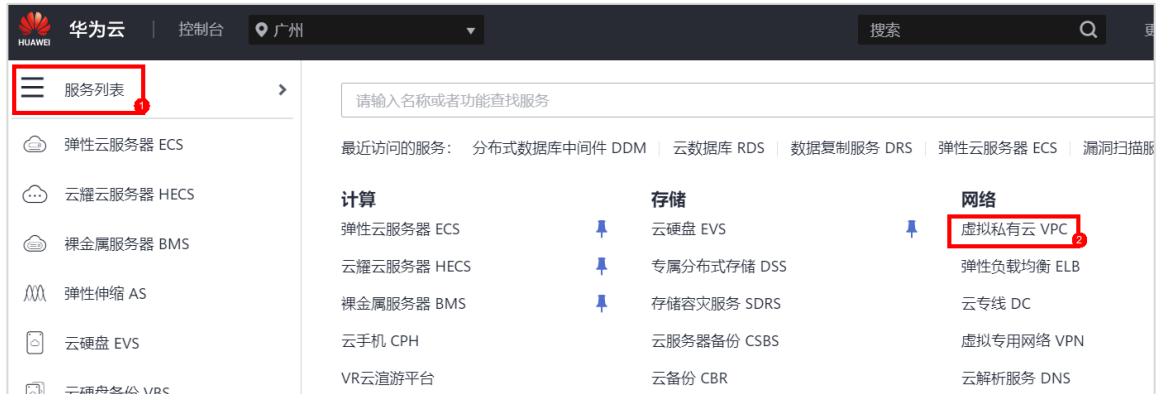 HUAWEI 华为云 控制台 广州 搜索
服务列表
1
请输入名称或者功能查找服务
弹性云服务器 ECS
最近访问的服务： 分布式数据库中间件 DDM 云数据库 RDS 数据复制服务 DRS 弹性云服务器 ECS 漏洞扫描服
云耀云服务器 HECS
裸金属服务器 BMS
弹性伸缩 AS
云硬盘 EVS
云硬盘备份 VBS
计算
弹性云服务器 ECS
云耀云服务器 HECS
裸金属服务器 BMS
云手机 CPH
VR云渲游平台
存储
云硬盘 EVS
专属分布式存储 DSS
存储容灾服务 SDRS
云服务器备份 CSBS
云备份 CBR
网络
虚拟私有云 VPC
2
弹性负载均衡 ELB
云专线 DC
虚拟专用网络 VPN
云解析服务 DNS